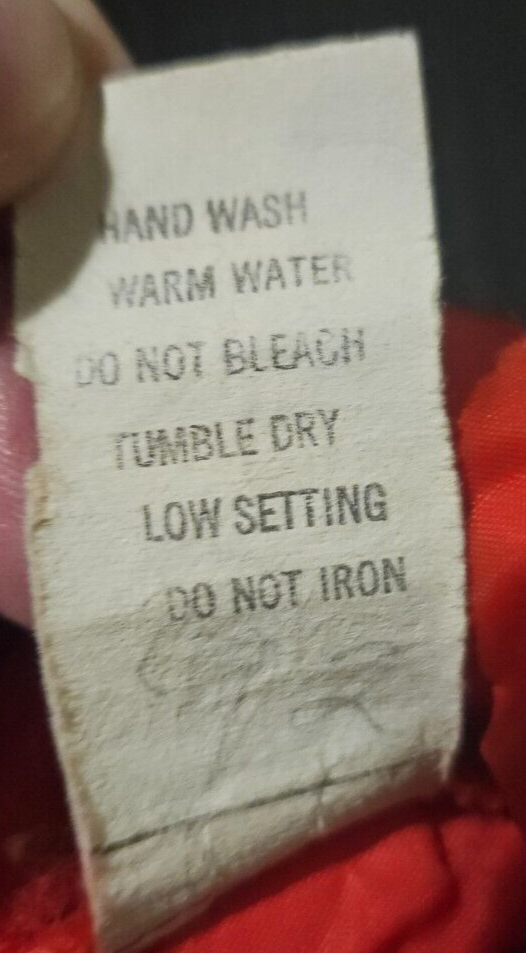 HAND WASH
WARM WATER
DO NOT BLEACH
TUMBLE DRY
LOW SETTING
DO NOT IRON